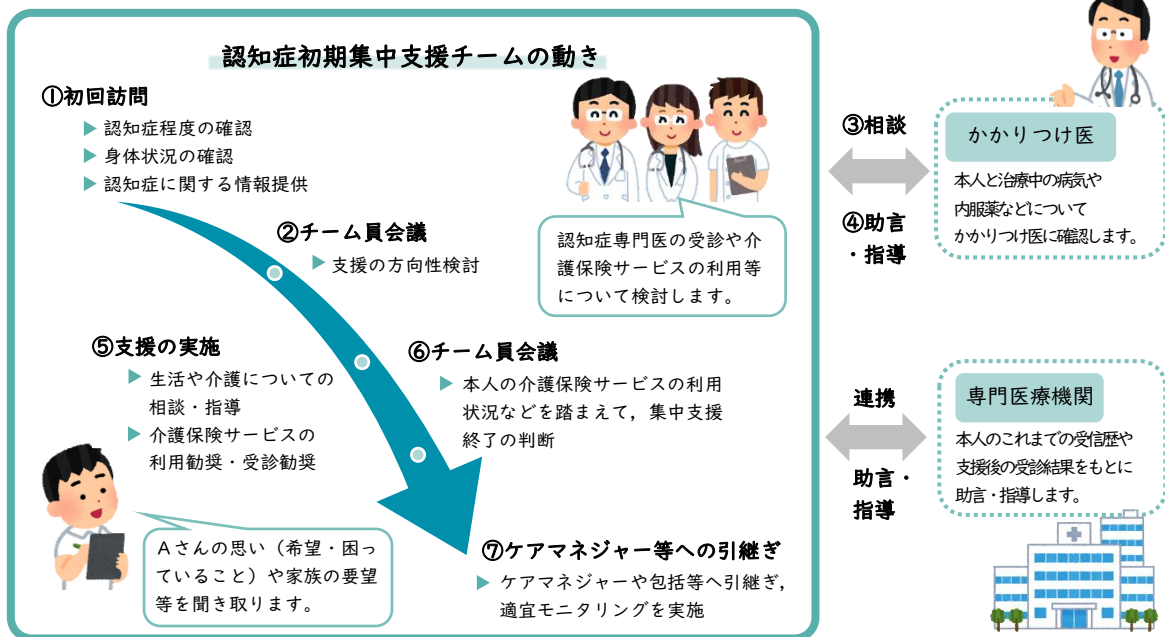 認知症初期集中支援チームの動き
①初回訪問
▶ 認知症程度の確認
▶ 身体状況の確認
▶ 認知症に関する情報提供
②チーム員会議
▶ 支援の方向性検討
認知症専門医の受診や介
護保険サービスの利用等
について検討します。
③相談
④助言
・指導
かかりつけ医
本人と治療中の病気や
内服薬などについて
かかりつけ医に確認します。
⑤支援の実施
▶ 生活や介護についての
相談・指導
▶ 介護保険サービスの
利用勧奨・受診勧奨
Aさんの思い（希望・困っ
ていること）や家族の要望
等を聞き取ります。
⑥チーム員会議
▶ 本人の介護保険サービスの利用
状況などを踏まえて，集中支援
終了の判断
連携
助言・
指導
専門医療機関
本人のこれまでの受信歴や
支援後の受診結果をもとに
助言・指導します。
⑦ケアマネジャー等への引継ぎ
▶ ケアマネジャーや包括等へ引継ぎ，
適宜モニタリングを実施